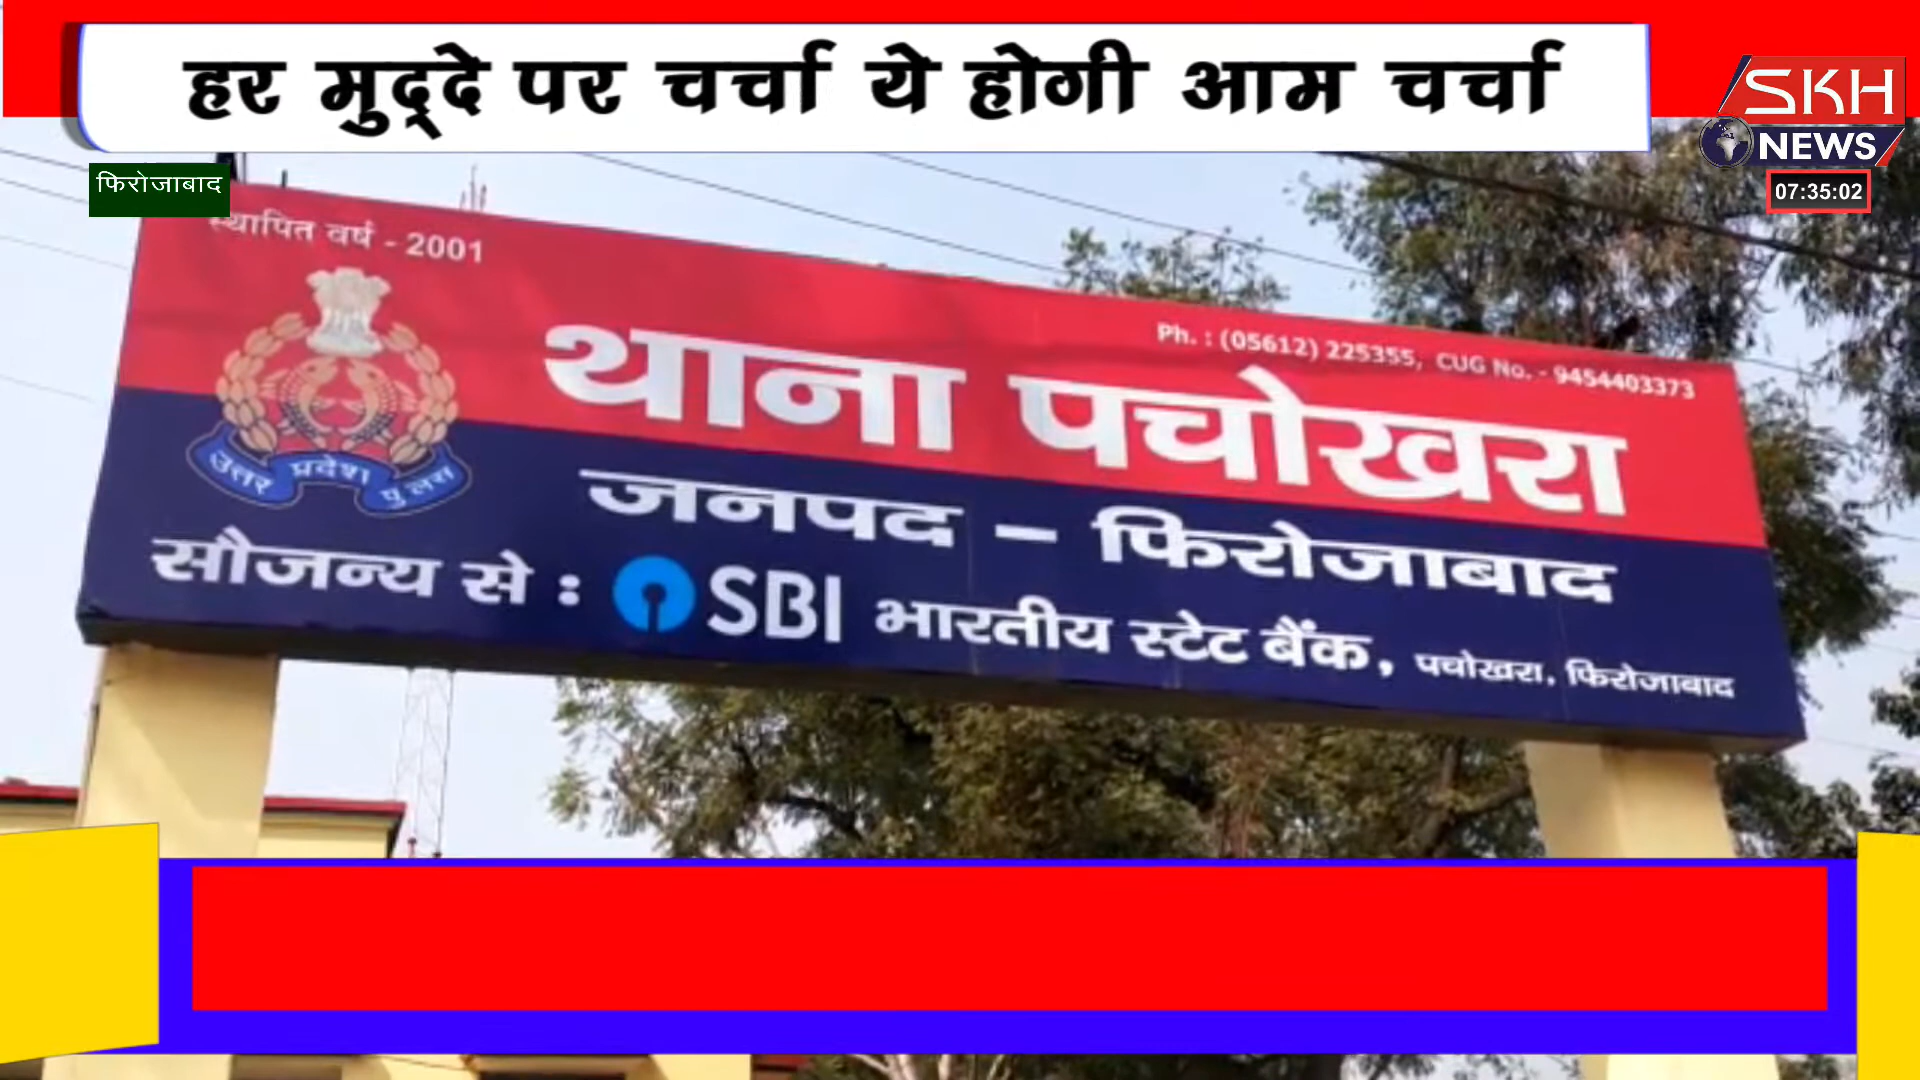 हर मुद्दे पर चर्चा ये होगी आम चर्चा
SKH
NEWS
07:35:02
फिरोजाबाद
स्थापित वर्ष - 2001
Ph. : (05612) 225355, CUG No. - 9454403373
थाना पचोखरा
उत्तर प्रदेश पुलिस
जनपद – फिरोजाबाद
सौजन्य से : SBI भारतीय स्टेट बैंक, पचोखरा, फिरोजाबाद